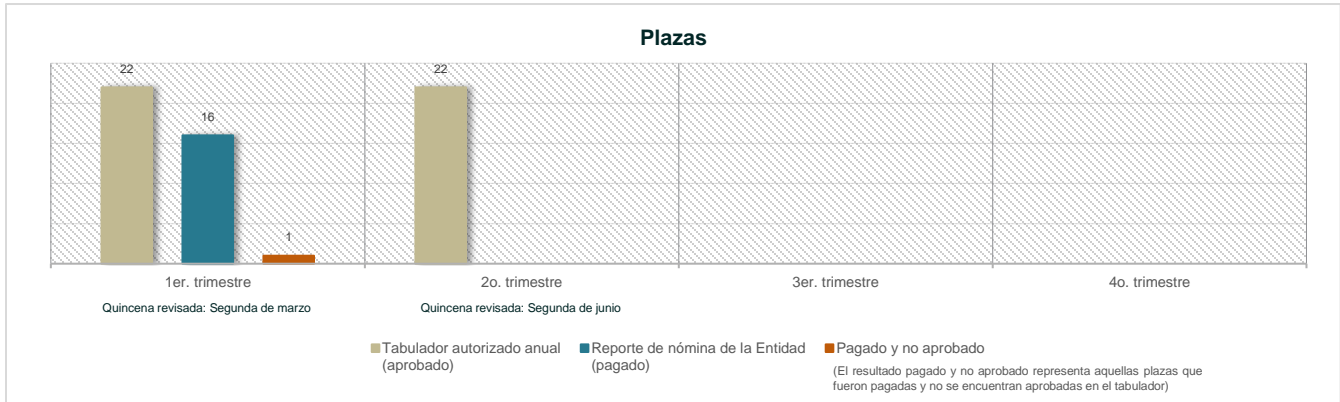 Plazas
22
16
1
22
1er. trimestre
2o. trimestre
3er. trimestre
4o. trimestre
Quincena revisada: Segunda de marzo
Quincena revisada: Segunda de junio
Tabulador autorizado anual
(aprobado)
Reporte de nómina de la Entidad
(pagado)
Pagado y no aprobado
(El resultado pagado y no aprobado representa aquellas plazas que
fueron pagadas y no se encuentran aprobadas en el tabulador)